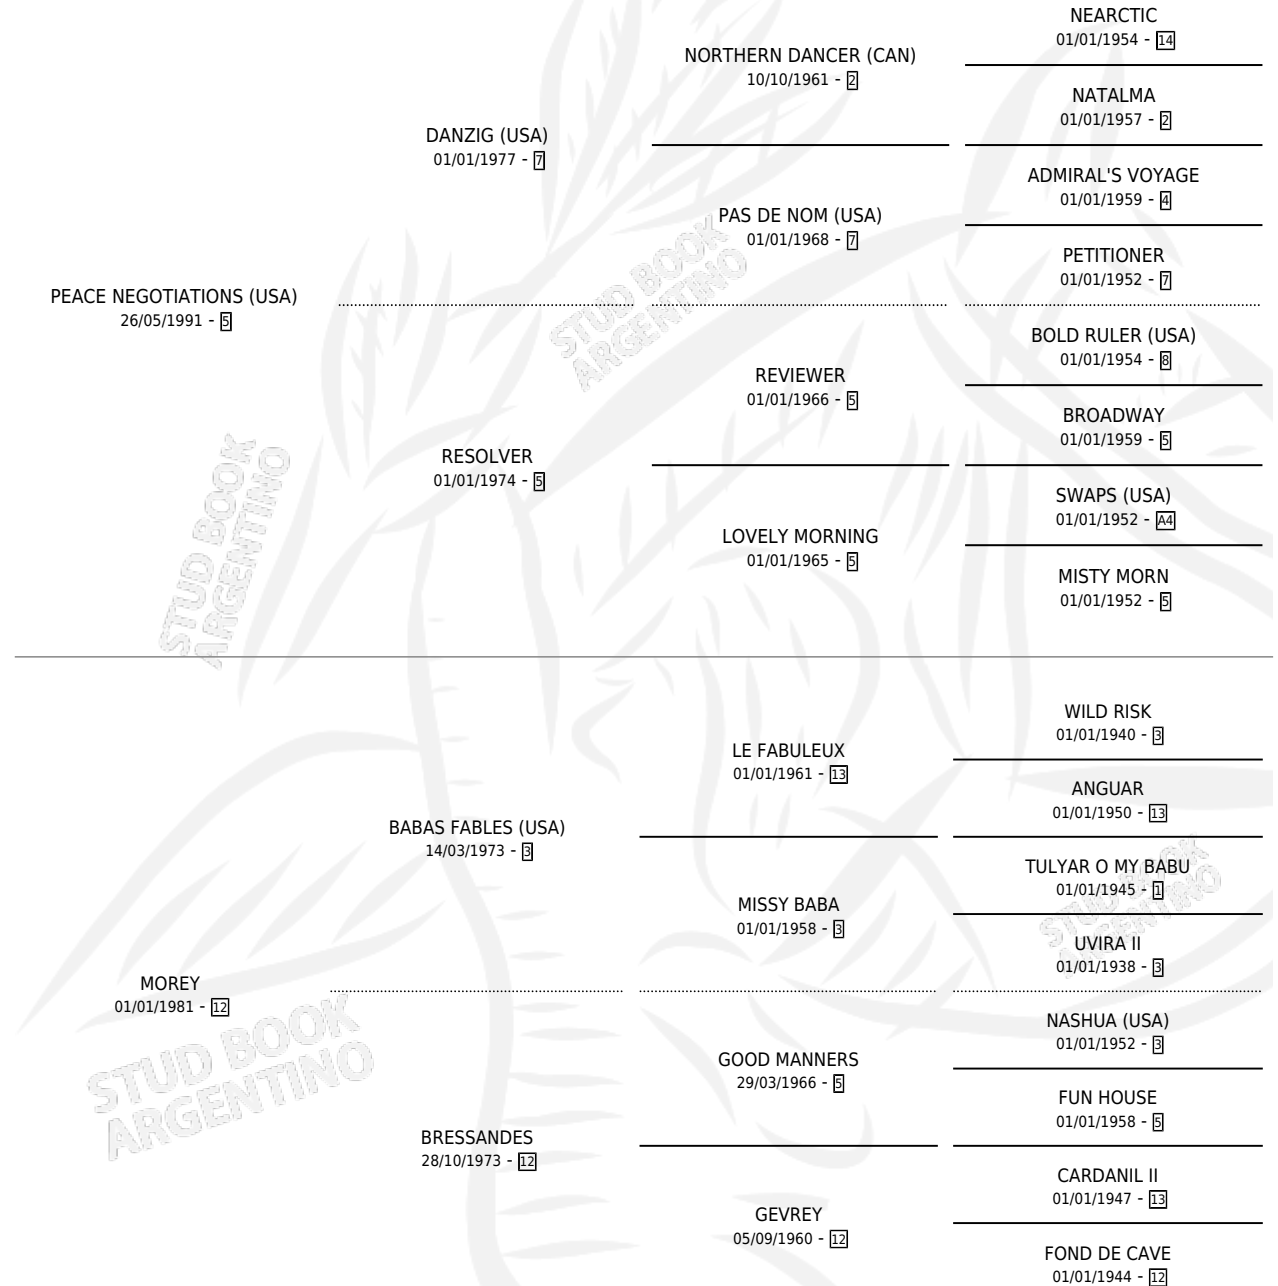 NEARCTIC
01/01/1954 - 14
NORTHERN DANCER (CAN)
10/10/1961 - 2
NATALMA
01/01/1957 - 2
DANZIG (USA)
01/01/1977 - 7
ADMIRAL'S VOYAGE
01/01/1959 - 4
PAS DE NOM (USA)
01/01/1968 - 7
PETITIONER
01/01/1952 - 7
PEACE NEGOTIATIONS (USA)
26/05/1991 - 5
BOLD RULER (USA)
01/01/1954 - 8
REVIEWER
01/01/1966 - 5
BROADWAY
01/01/1959 - 5
RESOLVER
01/01/1974 - 5
SWAPS (USA)
01/01/1952 - A4
LOVELY MORNING
01/01/1965 - 5
MISTY MORN
01/01/1952 - 5
WILD RISK
01/01/1940 - 3
LE FABULEUX
01/01/1961 - 13
ANGUAR
01/01/1950 - 13
BABAS FABLES (USA)
14/03/1973 - 3
TULYAR O MY BABU
01/01/1945 - 1
MISSY BABA
01/01/1958 - 3
UVIRA II
01/01/1938 - 3
MOREY
01/01/1981 - 12
NASHUA (USA)
01/01/1952 - 3
GOOD MANNERS
29/03/1966 - 5
FUN HOUSE
01/01/1958 - 5
BRESSANDES
28/10/1973 - 12
CARDANIL II
01/01/1947 - 13
GEVREY
05/09/1960 - 12
FOND DE CAVE
01/01/1944 - 12
STUD BOOK
ARGENTINO
STUD BOOK
ARGENTINO
STUD BOOK
ARGENTINO
STUD BOOK
ARGENTINO